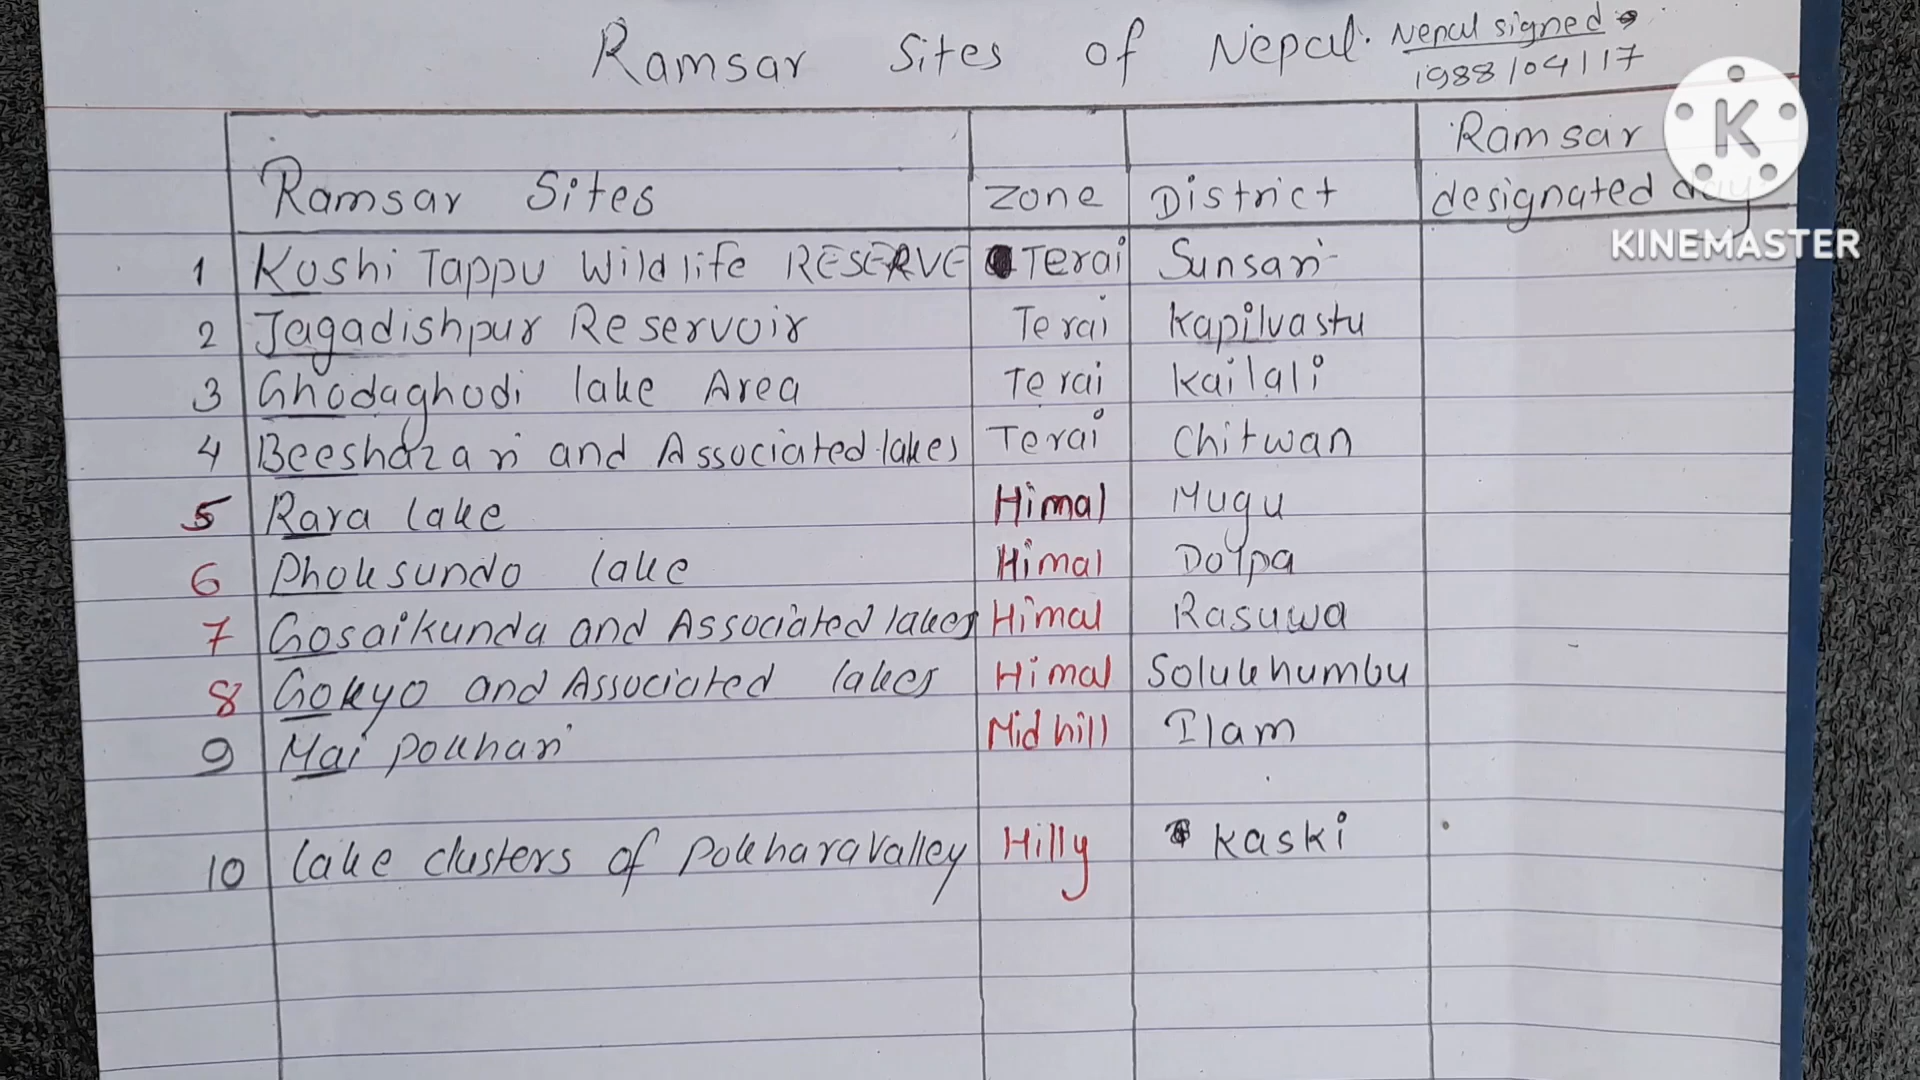 Ramsar Sites of Nepal. Nepal signed
1988/04/17
Ramsar
Ramsar Sites Zone District designated day
1 Koshi Tappu Wildlife RESERVE Terai Sunsari
2 Jagadishpur Reservoir Terai Kapilvastu
3 Ghodaghodi lake Area Terai Kailali
4 Beeshazari and Associated lakes Terai Chitwan
5 Rara lake Himal Mugu
6 Phoksundo lake Himal Dolpa
7 Gosaikunda and Associated lakes Himal Rasuwa
8 Gokyo and Associated lakes Himal Solukhumbu
9 Mai pokhari Mid hill Ilam
10 lake clusters of Pokhara Valley Hilly Kaski
K
KINEMASTER